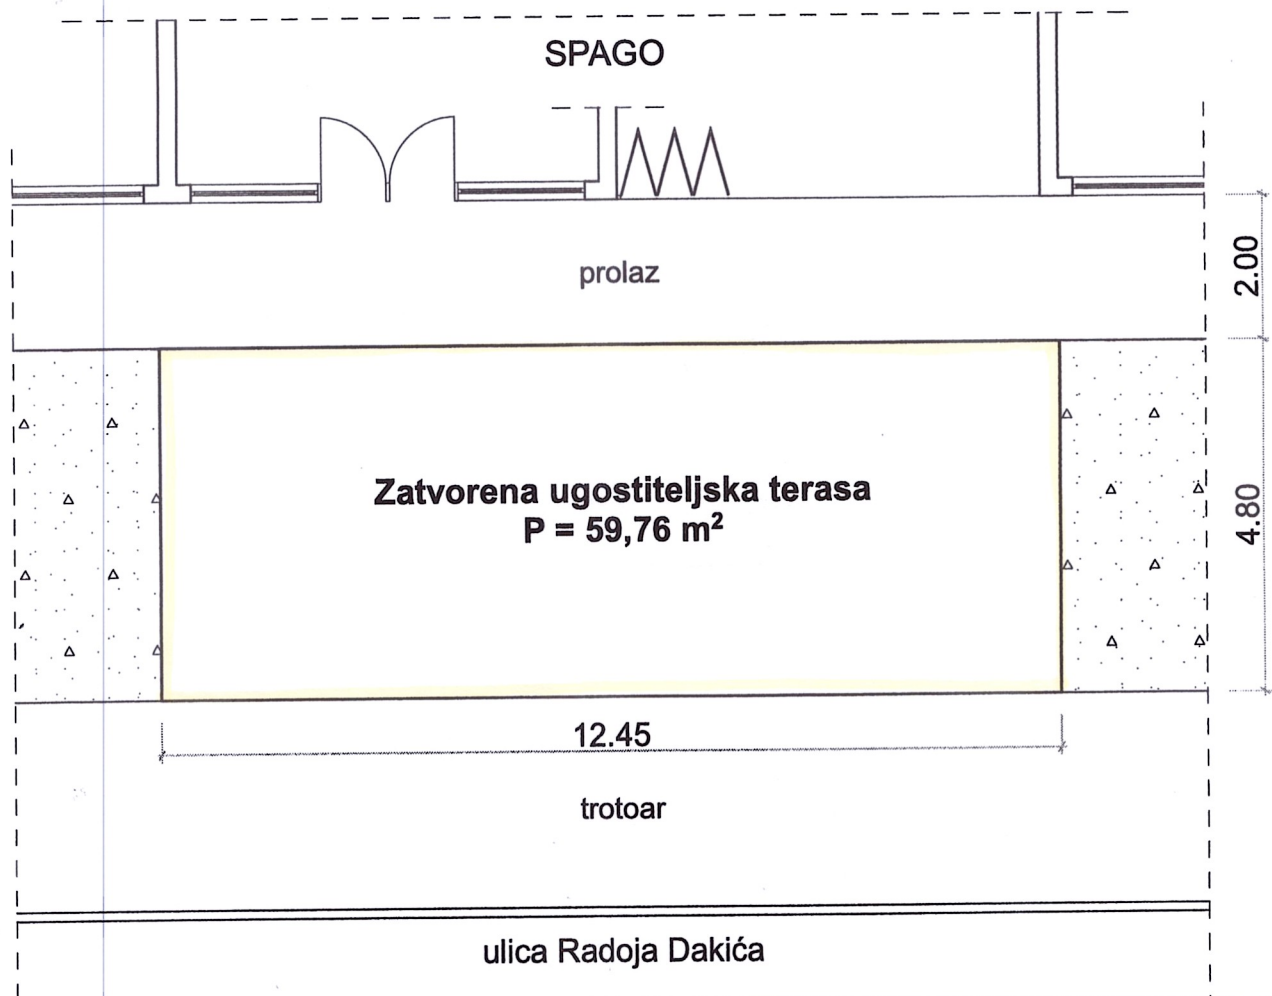 SPAGO
prolaz
2.00
Zatvorena ugostiteljska terasa
P = 59,76 m²
4.80
12.45
trotoar
ulica Radoja Dakića